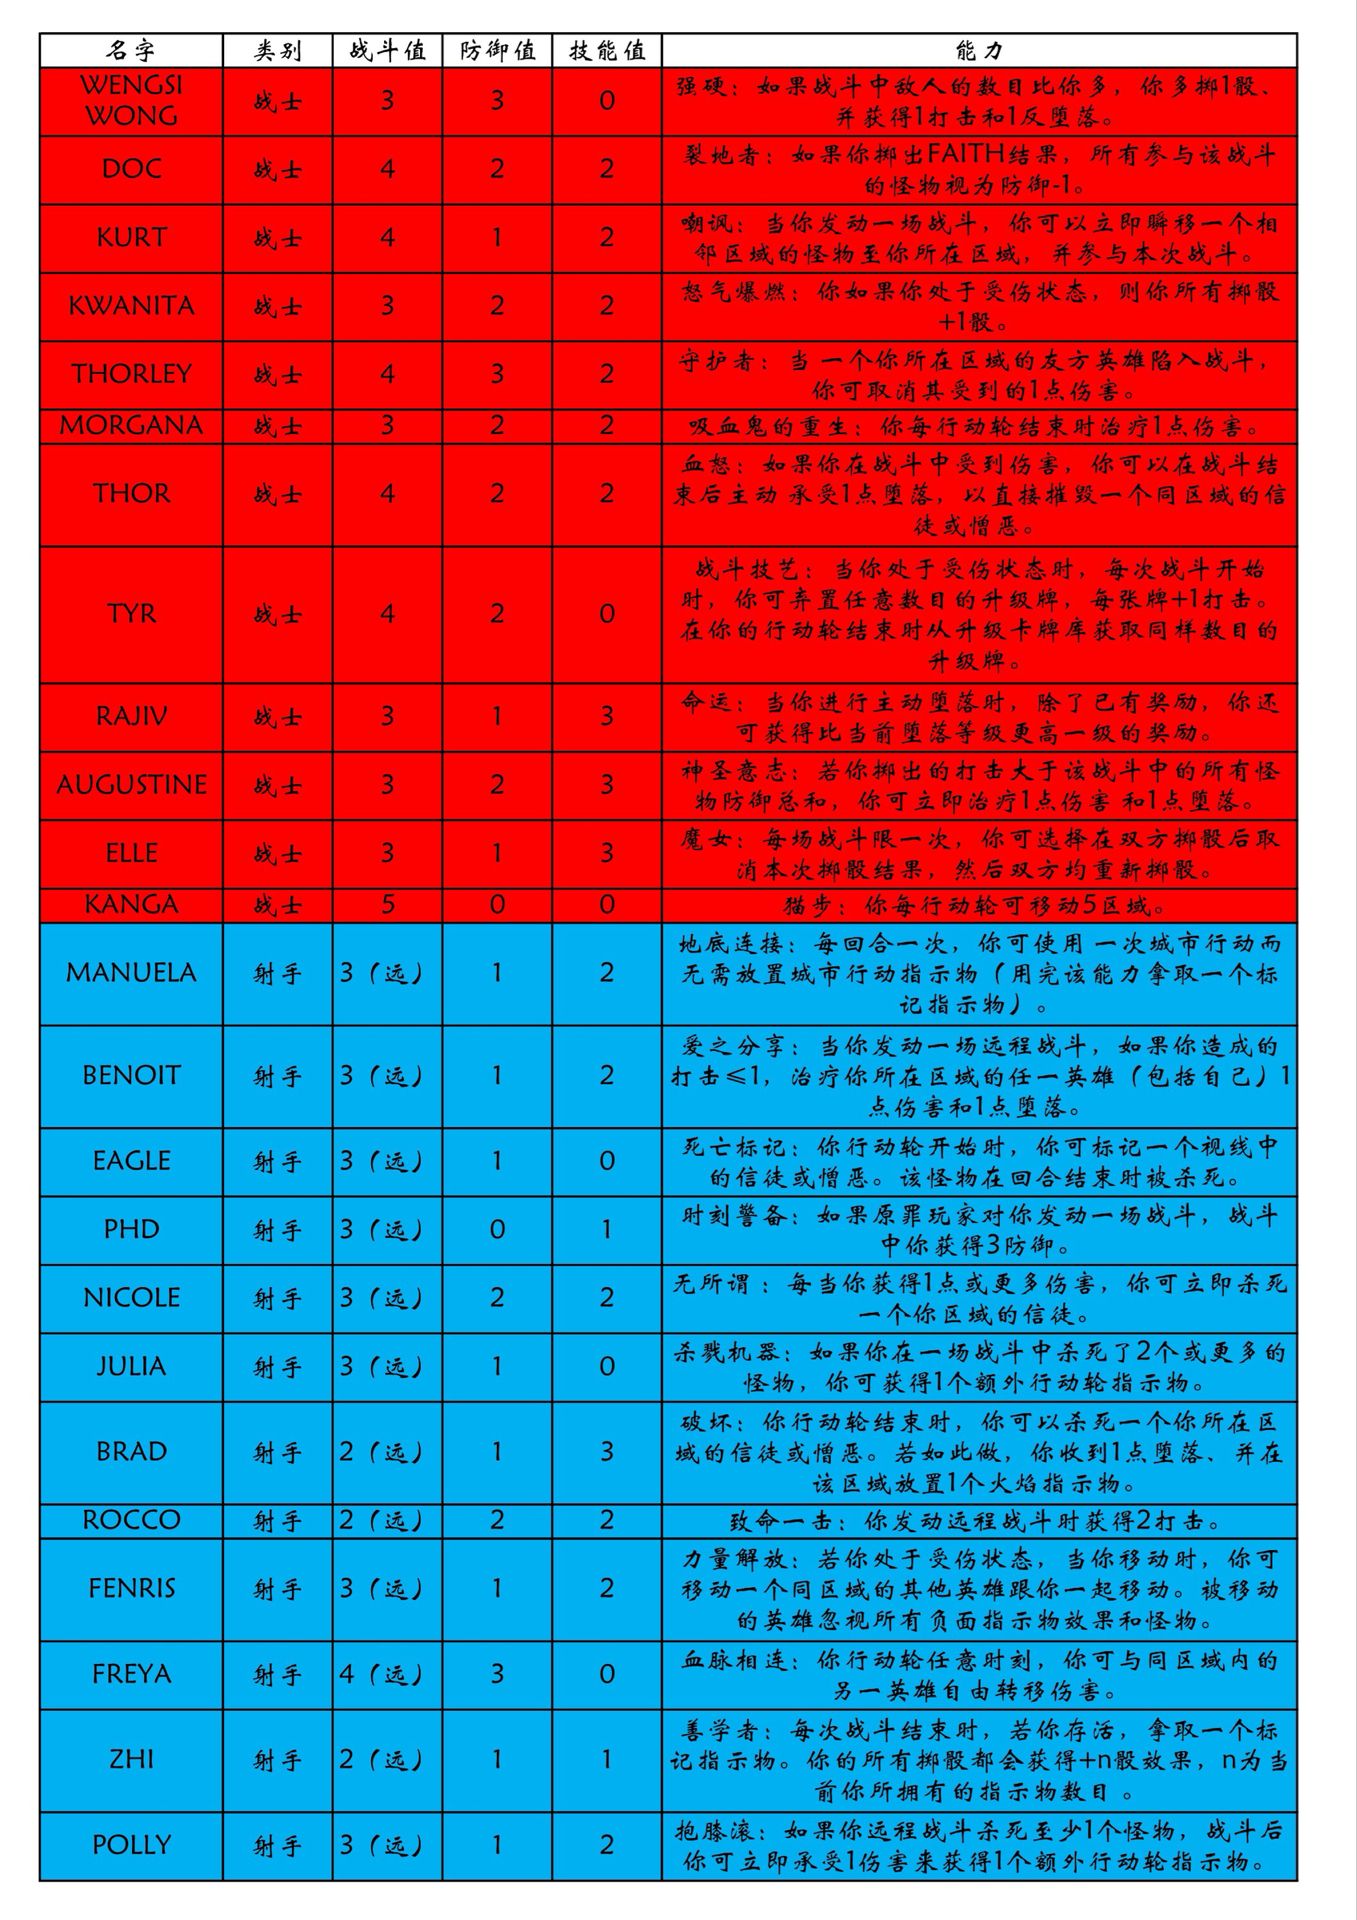 名字 类别 战斗值 防御值 技能值 能力
WENGSI
WONG 战士 3 3 0 强硬：如果战斗中敌人的数目比你多，你多掷1骰、
并获得1打击和1反堕落。
DOC 战士 4 2 2 裂地者：如果你掷出FAITH结果，所有参与该战斗
的怪物视为防御-1。
KURT 战士 4 1 2 嘲讽：当你发动一场战斗，你可以立即瞬移一个相
邻区域的怪物至你所在区域，并参与本次战斗。
KWANITA 战士 3 2 2 怒气爆燃：你如果你处于受伤状态，则你所有掷骰
+1骰。
THORLEY 战士 4 3 2 守护者：当一个你所在区域的友方英雄陷入战斗，
你可取消其受到的1点伤害。
MORGANA 战士 3 2 2 吸血鬼的重生：你每行动轮结束时治疗1点伤害。
THOR 战士 4 2 2 血怒：如果你在战斗中受到伤害，你可以在战斗结
束后主动 承受1点堕落，以直接摧毁一个同区域的信
徒或憎恶。
TYR 战士 4 2 0 战斗技艺：当你处于受伤状态时，每次战斗开始
时，你可弃置任意数目的升级牌，每张牌+1打击。
在你的行动轮结束时从升级卡牌库获取同样数目的
升级牌。
RAJIV 战士 3 1 3 命运：当你进行主动堕落时，除了已有奖励，你还
可获得比当前堕落等级更高一级的奖励。
AUGUSTINE 战士 3 2 3 神圣意志：若你掷出的打击大于该战斗中的所有怪
物防御总和，你可立即治疗1点伤害 和1点堕落。
ELLE 战士 3 1 3 魔女：每场战斗限一次，你可选择在双方掷骰后取
消本次掷骰结果，然后双方均重新掷骰。
KANGA 战士 5 0 0 猫步：你每行动轮可移动5区域。
MANUELA 射手 3（远） 1 2 地底连接：每回合一次，你可使用 一次城市行动而
无需放置城市行动指示物（用完该能力拿取一个标
记指示物）。
BENOIT 射手 3（远） 1 2 爱之分享：当你发动一场远程战斗，如果你造成的
打击≤1，治疗你所在区域的任一英雄（包括自己）1
点伤害和1点堕落。
EAGLE 射手 3（远） 1 0 死亡标记：你行动轮开始时，你可标记一个视线中
的信徒或憎恶。该怪物在回合结束时被杀死。
PHD 射手 3（远） 0 1 时刻警备：如果原罪玩家对你发动一场战斗，战斗
中你获得3防御。
NICOLE 射手 3（远） 2 2 无所谓：每当你获得1点或更多伤害，你可立即杀死
一个你区域的信徒。
JULIA 射手 3（远） 1 0 杀戮机器：如果你在一场战斗中杀死了2个或更多的
怪物，你可获得1个额外行动轮指示物。
BRAD 射手 2（远） 1 3 破坏：你行动轮结束时，你可以杀死一个你所在区
域的信徒或憎恶。若如此做，你收到1点堕落、并在
该区域放置1个火焰指示物。
ROCCO 射手 2（远） 2 2 致命一击：你发动远程战斗时获得2打击。
FENRIS 射手 3（远） 1 2 力量解放：若你处于受伤状态，当你移动时，你可
移动一个同区域的其他英雄跟你一起移动。被移动
的英雄忽视所有负面指示物效果和怪物。
FREYA 射手 4（远） 3 0 血脉相连：你行动轮任意时刻，你可与同区域内的
另一英雄自由转移伤害。
ZHI 射手 2（远） 1 1 善学者：每次战斗结束时，若你存活，拿取一个标
记指示物。你的所有掷骰都会获得+n骰效果，n为当
前你所拥有的指示物数目 。
POLLY 射手 3（远） 1 2 抱膝滚：如果你远程战斗杀死至少1个怪物，战斗后
你可立即承受1伤害来获得1个额外行动轮指示物。